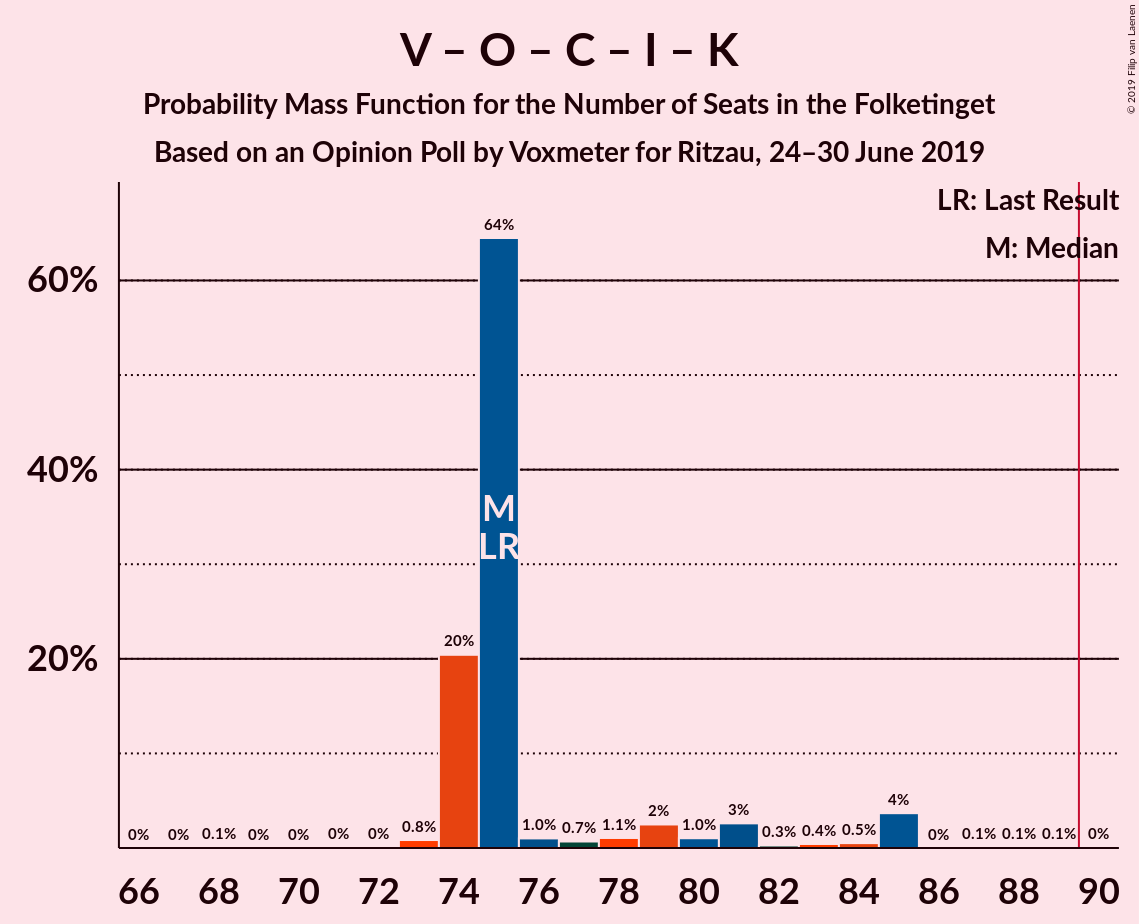 V – O – C – I – K
Probability Mass Function for the Number of Seats in the Folketinget
Based on an Opinion Poll by Voxmeter for Ritzau, 24–30 June 2019
© 2019 Filip van Laenen
LR: Last Result
M: Median
60%
40%
20%
0% 0% 0.1% 0% 0% 0% 0% 0.8% 20% 64% 1.0% 0.7% 1.1% 2% 1.0% 3% 0.3% 0.4% 0.5% 4% 0% 0.1% 0.1% 0.1% 0%
M
LR
66 68 70 72 74 76 78 80 82 84 86 88 90